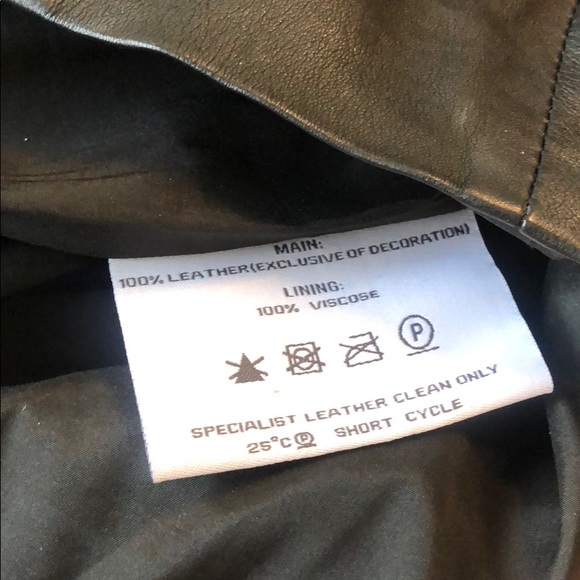 MAIN:
100% LEATHER(EXCLUSIVE OF DECORATION)
LINING:
100% VISCOSE
P
SPECIALIST LEATHER CLEAN ONLY
25°C Ⓟ SHORT CYCLE